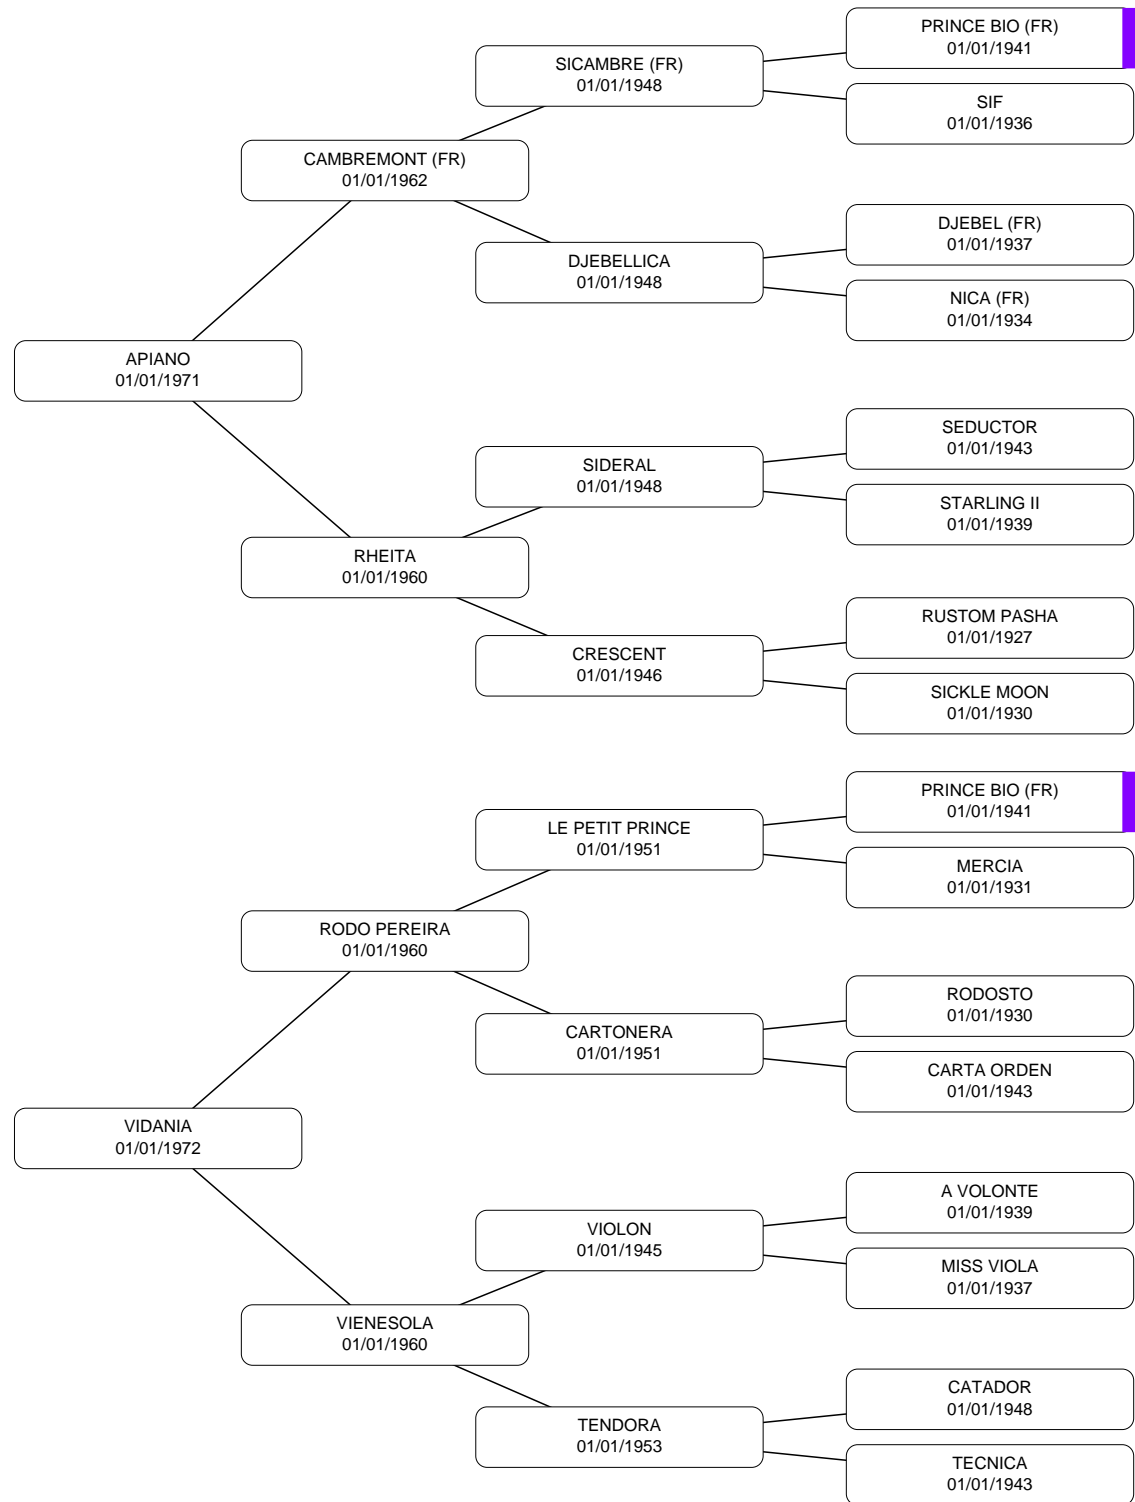 PRINCE BIO (FR)
01/01/1941
SICAMBRE (FR)
01/01/1948
SIF
01/01/1936
CAMBREMONT (FR)
01/01/1962
DJEBEL (FR)
01/01/1937
DJEBELLICA
01/01/1948
NICA (FR)
01/01/1934
APIANO
01/01/1971
SEDUCTOR
01/01/1943
SIDERAL
01/01/1948
STARLING II
01/01/1939
RHEITA
01/01/1960
RUSTOM PASHA
01/01/1927
CRESCENT
01/01/1946
SICKLE MOON
01/01/1930
PRINCE BIO (FR)
01/01/1941
LE PETIT PRINCE
01/01/1951
MERCIA
01/01/1931
RODO PEREIRA
01/01/1960
RODOSTO
01/01/1930
CARTONERA
01/01/1951
CARTA ORDEN
01/01/1943
VIDANIA
01/01/1972
A VOLONTE
01/01/1939
VIOLON
01/01/1945
MISS VIOLA
01/01/1937
VIENESOLA
01/01/1960
CATADOR
01/01/1948
TENDORA
01/01/1953
TECNICA
01/01/1943